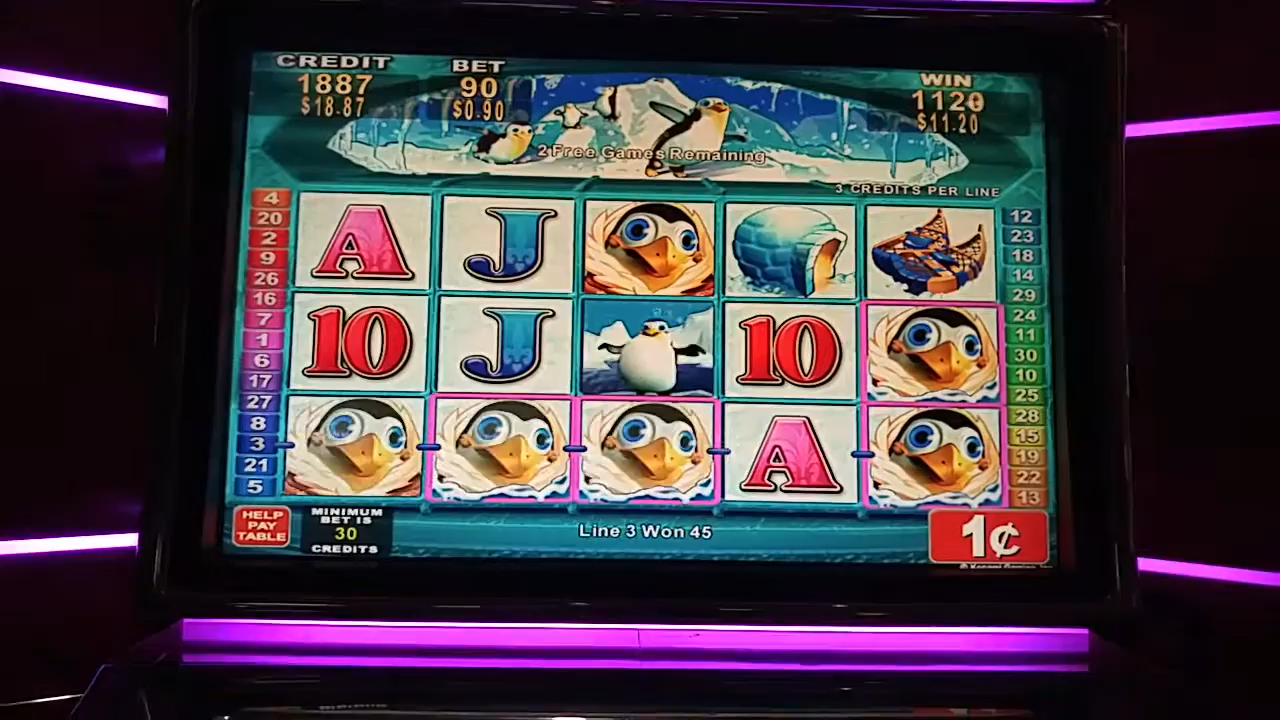 CREDIT
1887
$18.87
BET
90
$0.90
WIN
1120
$11.20
2 Free Games Remaining
3 CREDITS PER LINE
4
20
2
9
26
16
7
1
6
17
27
8
3
21
5
A
J
10
J
10
A
12
23
18
14
29
24
11
30
10
25
28
15
19
22
13
HELP
PAY
TABLE
MINIMUM
BET IS
30
CREDITS
Line 3 Won 45
1¢